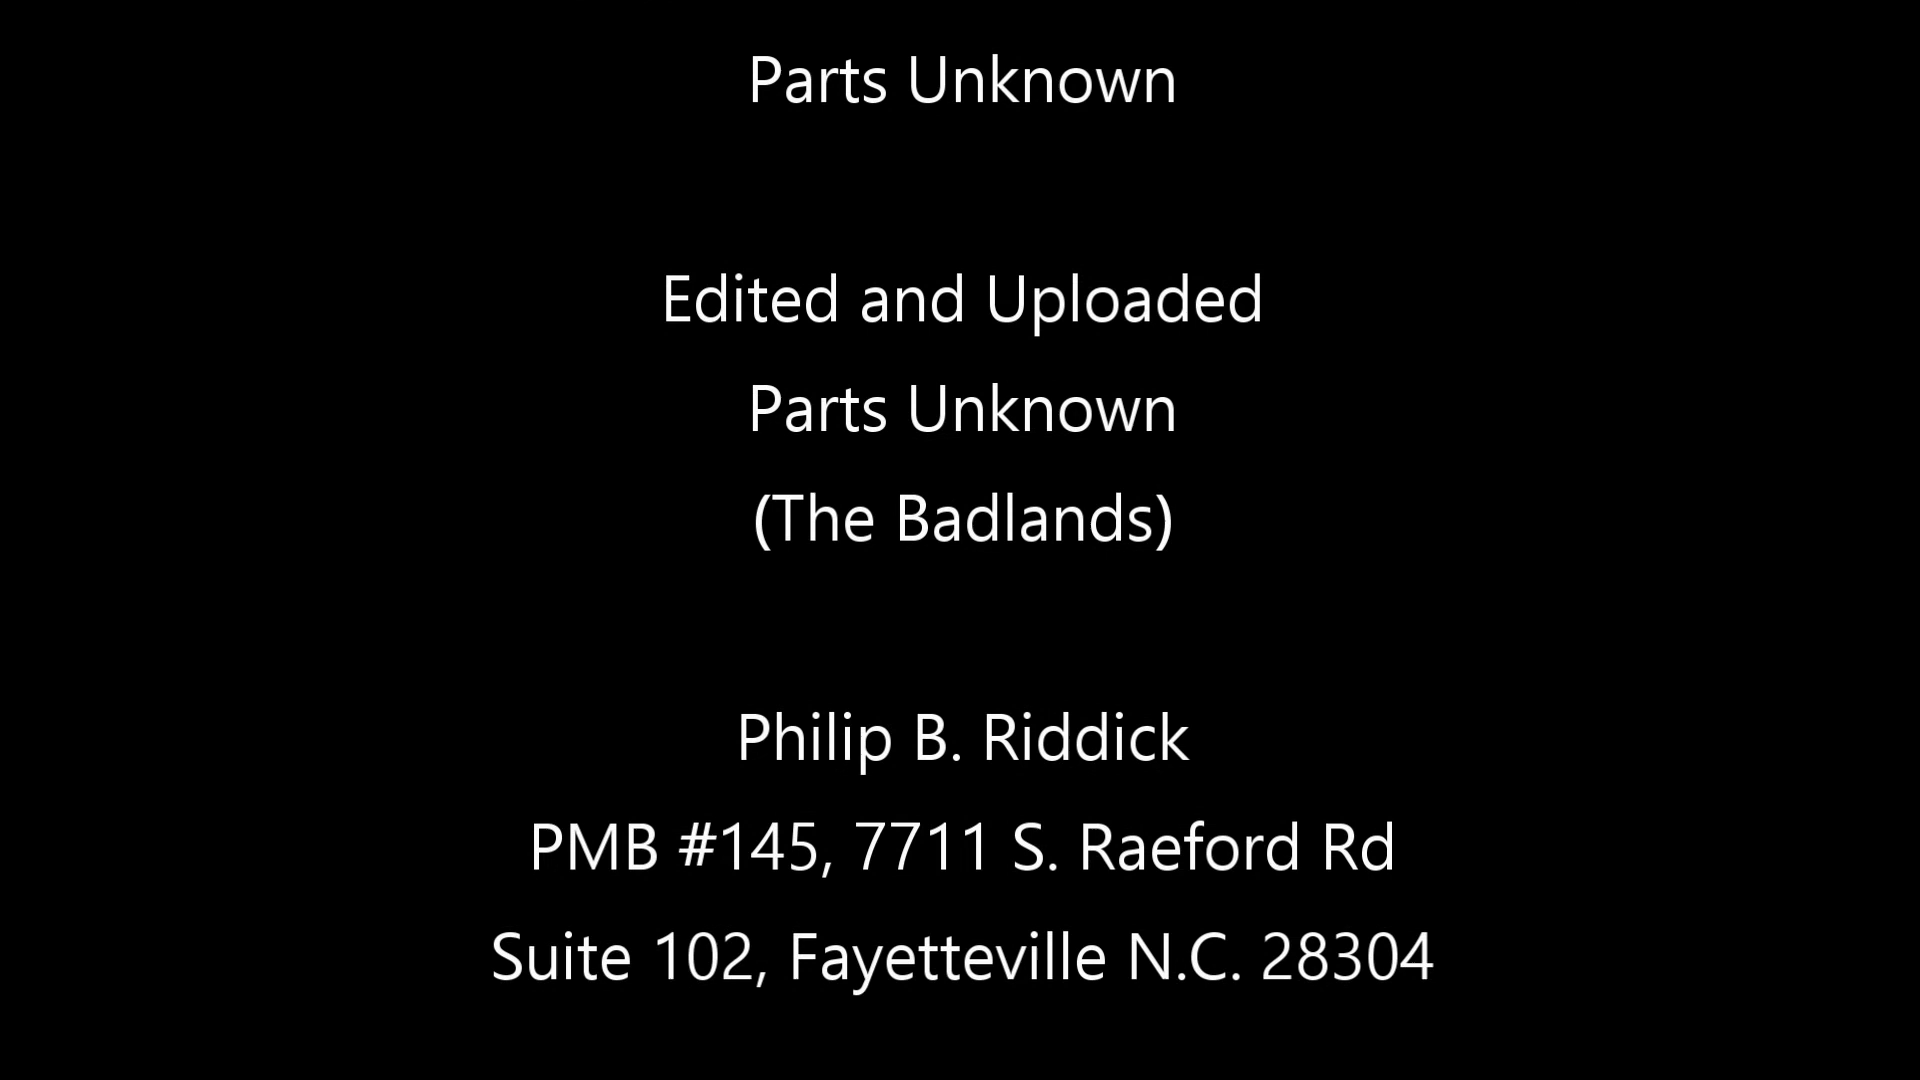 Parts Unknown
Edited and Uploaded
Parts Unknown
(The Badlands)
Philip B. Riddick
PMB #145, 7711 S. Raeford Rd
Suite 102, Fayetteville N.C. 28304